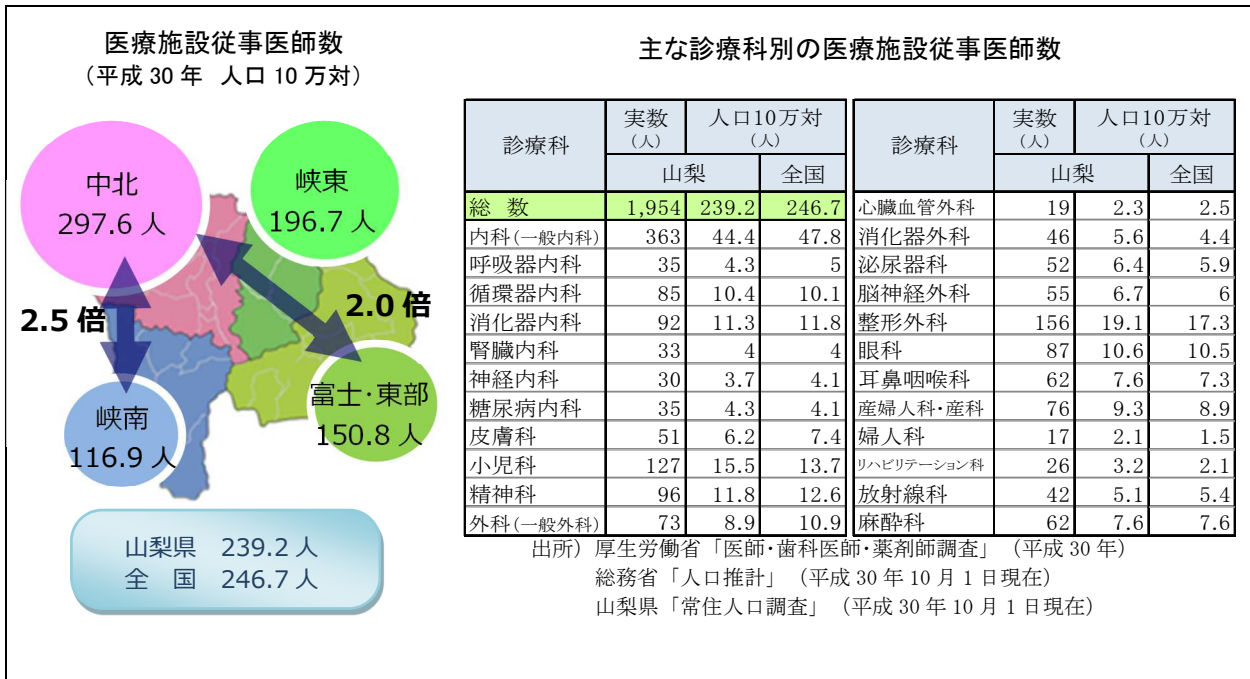 医療施設従事医師数
（平成 30 年 人口 10 万対）
中北
297.6 人
峡東
196.7 人
2.5 倍
2.0 倍
峡南
116.9 人
富士・東部
150.8 人
山梨県 239.2 人
全 国 246.7 人
主な診療科別の医療施設従事医師数
診療科 実数（人） 人口10万対（人） 診療科 実数（人） 人口10万対（人）
山梨 全国 山梨 全国
総 数 1,954 239.2 246.7 心臓血管外科 19 2.3 2.5
内科（一般内科） 363 44.4 47.8 消化器外科 46 5.6 4.4
呼吸器内科 35 4.3 5 泌尿器科 52 6.4 5.9
循環器内科 85 10.4 10.1 脳神経外科 55 6.7 6
消化器内科 92 11.3 11.8 整形外科 156 19.1 17.3
腎臓内科 33 4 4 眼科 87 10.6 10.5
神経内科 30 3.7 4.1 耳鼻咽喉科 62 7.6 7.3
糖尿病内科 35 4.3 4.1 産婦人科・産科 76 9.3 8.9
皮膚科 51 6.2 7.4 婦人科 17 2.1 1.5
小児科 127 15.5 13.7 リハビリテーション科 26 3.2 2.1
精神科 96 11.8 12.6 放射線科 42 5.1 5.4
外科（一般外科） 73 8.9 10.9 麻酔科 62 7.6 7.6
出所）厚生労働省「医師・歯科医師・薬剤師調査」（平成 30 年）
総務省「人口推計」（平成 30 年 10 月 1 日現在）
山梨県「常住人口調査」（平成 30 年 10 月 1 日現在）